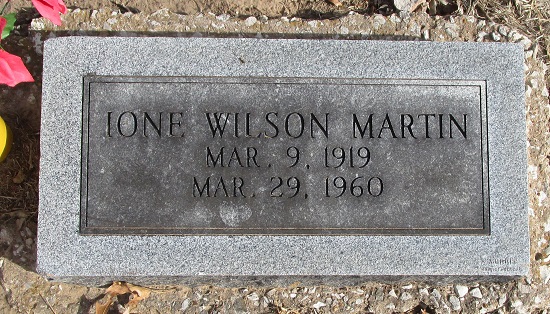 IONE WILSON MARTIN
MAR. 9, 1919
MAR. 29, 1960